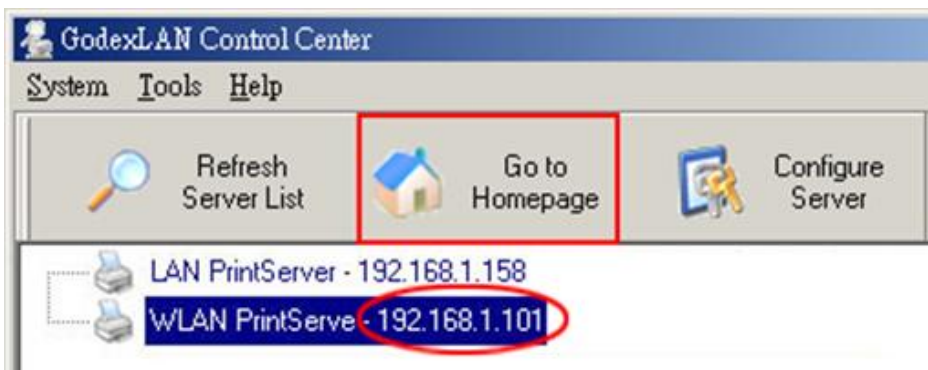 GodexLAN Control Center
System Tools Help
Refresh
Server List
Go to
Homepage
Configure
Server
LAN PrintServer - 192.168.1.158
WLAN PrintServe - 192.168.1.101